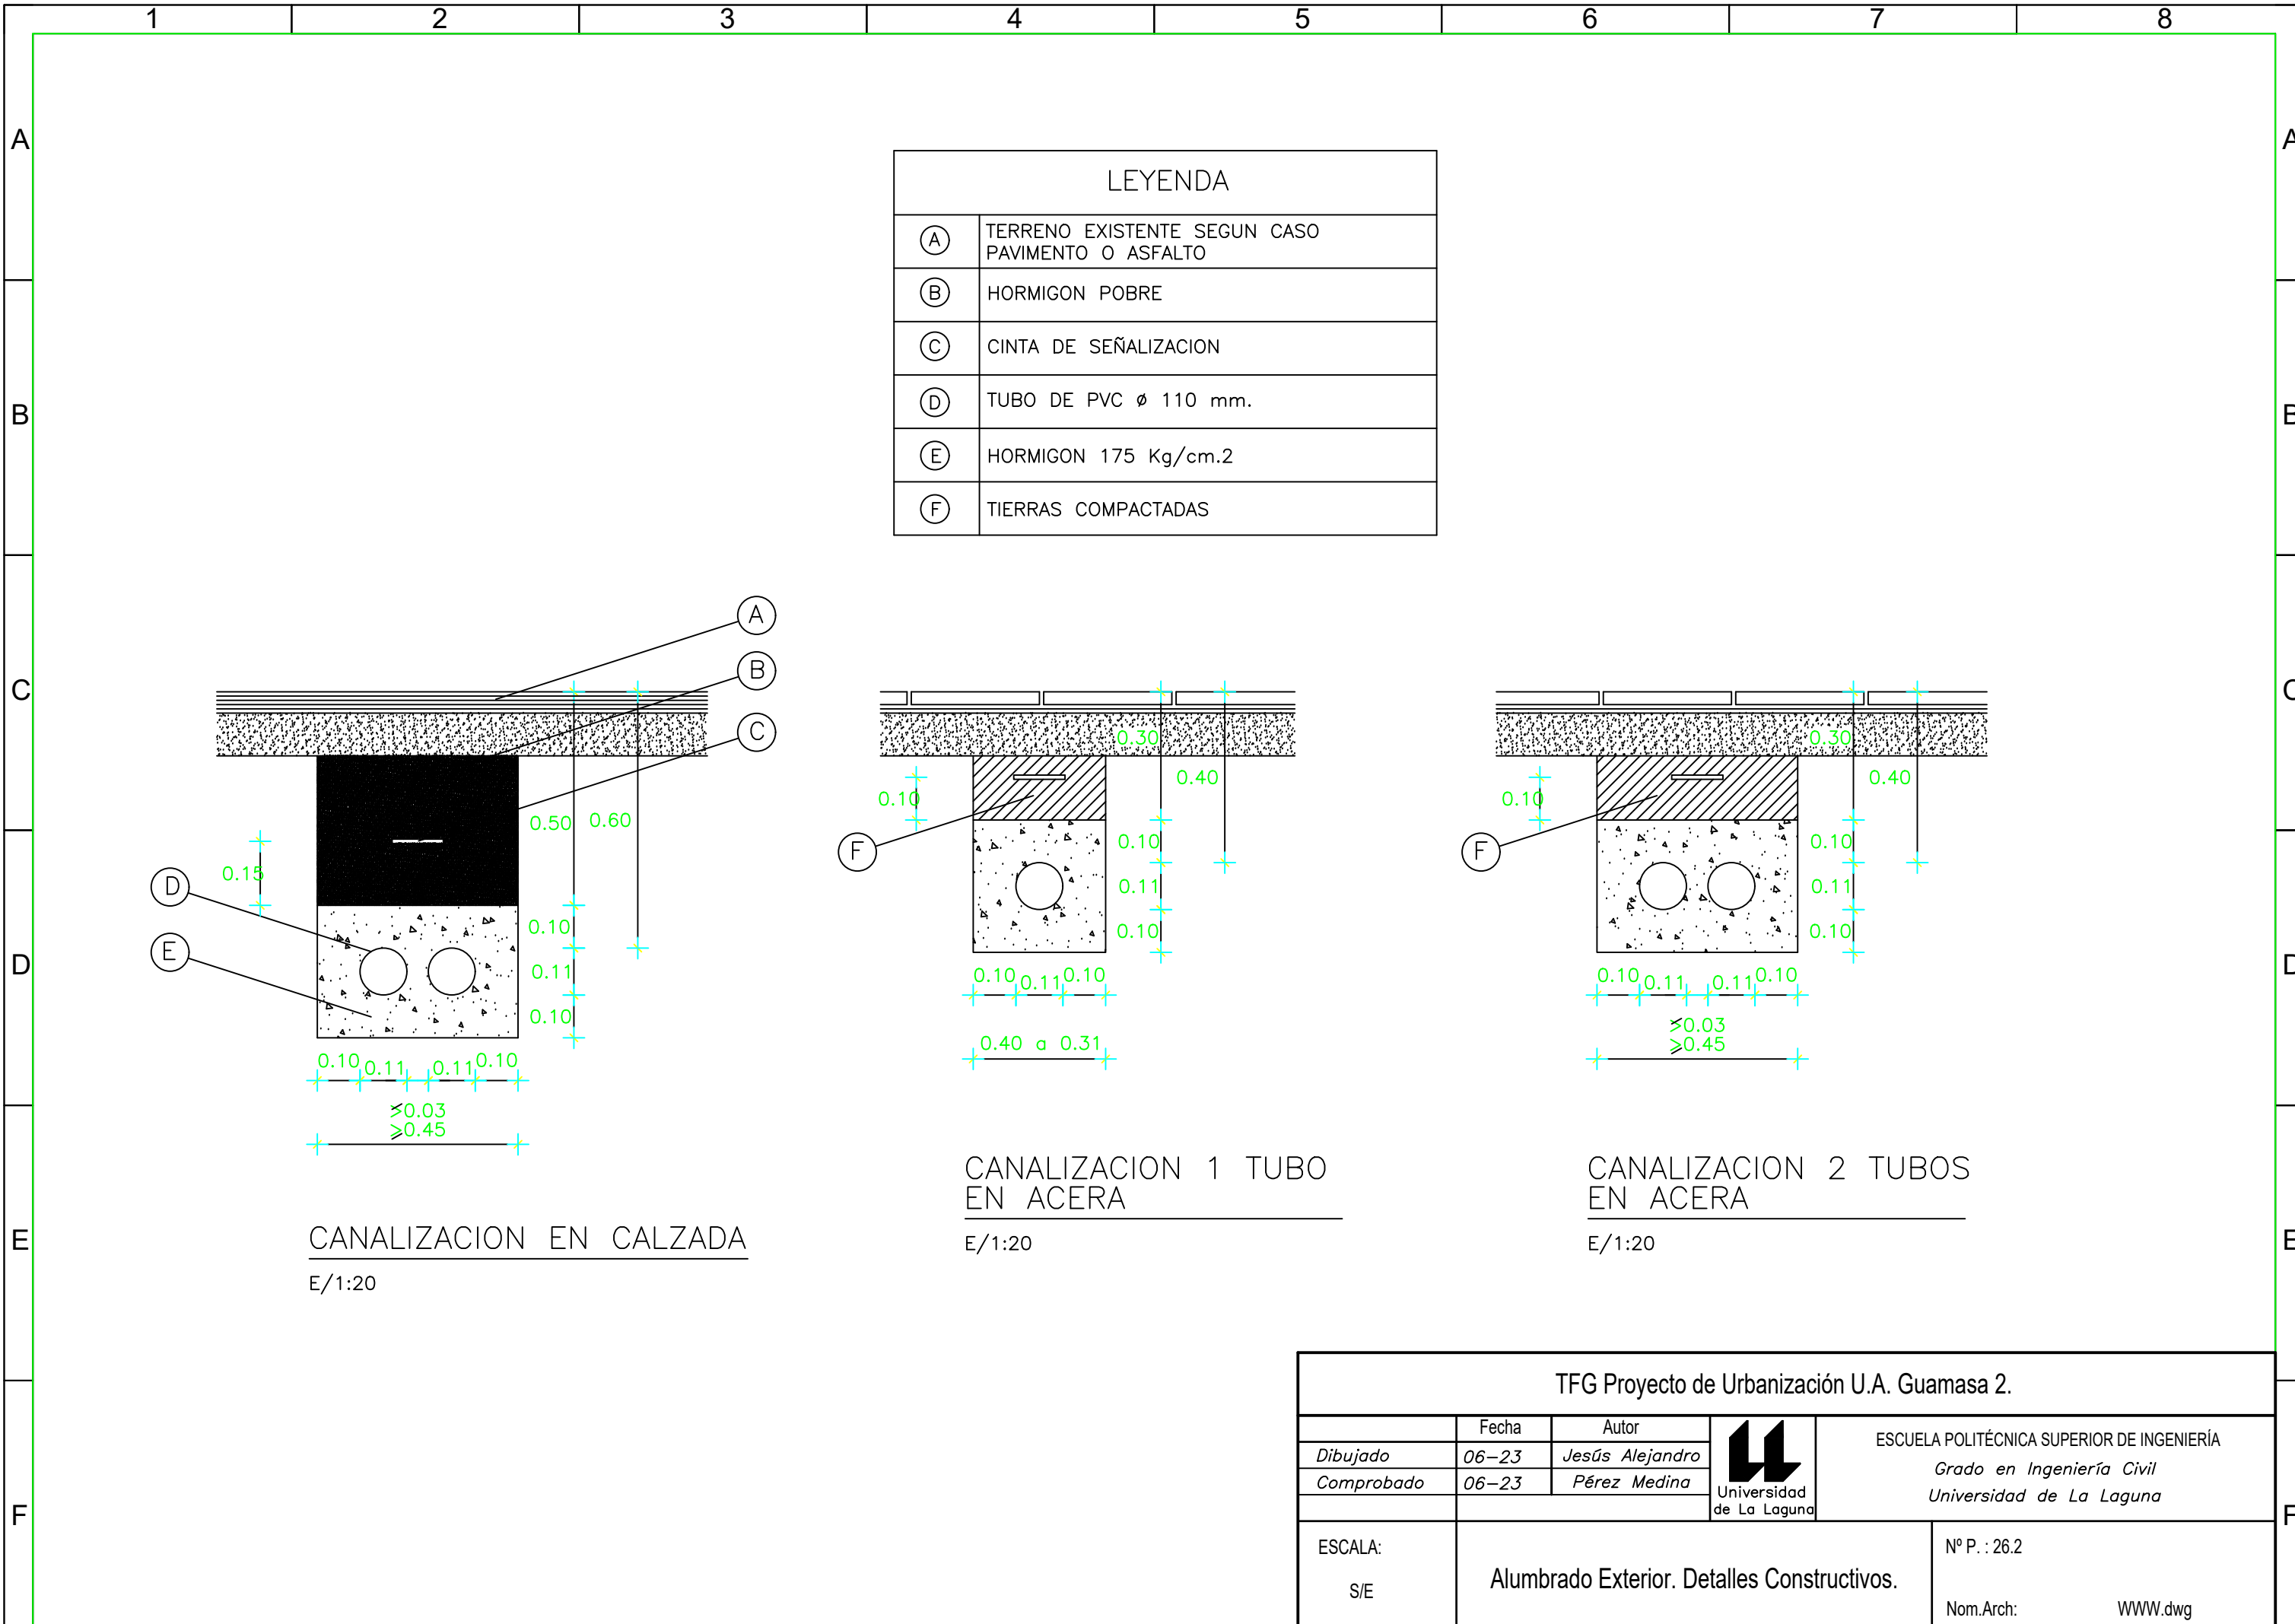 1 2 3 4 5 6 7 8
A A
B B
C C
D D
E E
F F
LEYENDA
A TERRENO EXISTENTE SEGUN CASO
PAVIMENTO O ASFALTO
B HORMIGON POBRE
C CINTA DE SEÑALIZACION
D TUBO DE PVC ø 110 mm.
E HORMIGON 175 Kg/cm.2
F TIERRAS COMPACTADAS
A
B
C
D
E
0.50 0.60
0.15
0.10
0.11
0.10
0.10 0.11 0.11 0.10
>0.03
>0.45
CANALIZACION EN CALZADA
E/1:20
F
0.30
0.40
0.10
0.10
0.11
0.10
0.10 0.11 0.10
0.40 a 0.31
CANALIZACION 1 TUBO
EN ACERA
E/1:20
F
0.30
0.40
0.10
0.10
0.11
0.10
0.10 0.11 0.11 0.10
>0.03
>0.45
CANALIZACION 2 TUBOS
EN ACERA
E/1:20
TFG Proyecto de Urbanización U.A. Guamasa 2.
Fecha Autor
Dibujado 06-23 Jesús Alejandro
Comprobado 06-23 Pérez Medina
Universidad
de La Laguna
ESCUELA POLITÉCNICA SUPERIOR DE INGENIERÍA
Grado en Ingeniería Civil
Universidad de La Laguna
ESCALA:
S/E
Alumbrado Exterior. Detalles Constructivos.
Nº P. : 26.2
Nom.Arch: WWW.dwg